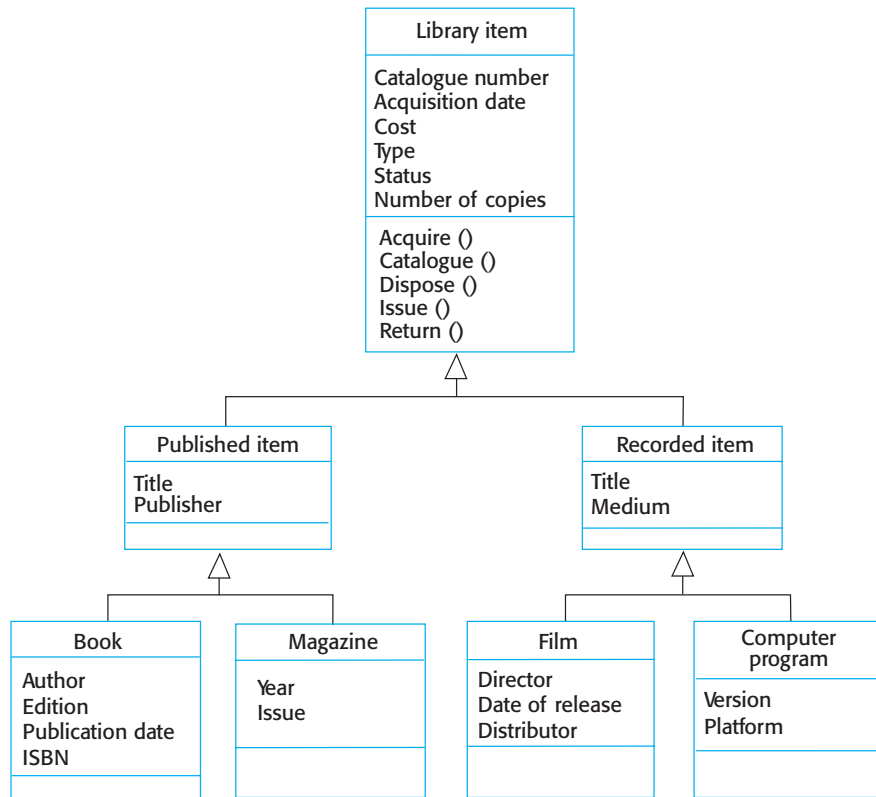 Library item
Catalogue number
Acquisition date
Cost
Type
Status
Number of copies
Acquire ()
Catalogue ()
Dispose ()
Issue ()
Return ()
Published item
Title
Publisher
Recorded item
Title
Medium
Book
Author
Edition
Publication date
ISBN
Magazine
Year
Issue
Film
Director
Date of release
Distributor
Computer
program
Version
Platform